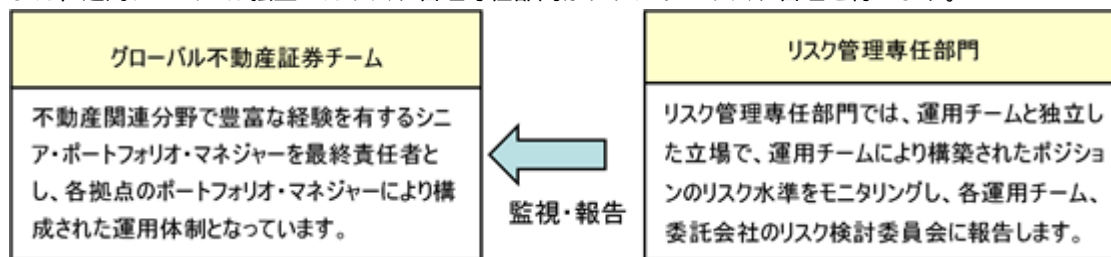 グローバル不動産証券チーム
不動産関連分野で豊富な経験を有するシニ
ア・ポートフォリオ・マネジャーを最終責任者と
し、各拠点のポートフォリオ・マネジャーにより構
成された運用体制となっています。
監視・報告
リスク管理専任部門
リスク管理専任部門では、運用チームと独立し
た立場で、運用チームにより構築されたポジショ
ンのリスク水準をモニタリングし、各運用チーム、
委託会社のリスク検討委員会に報告します。